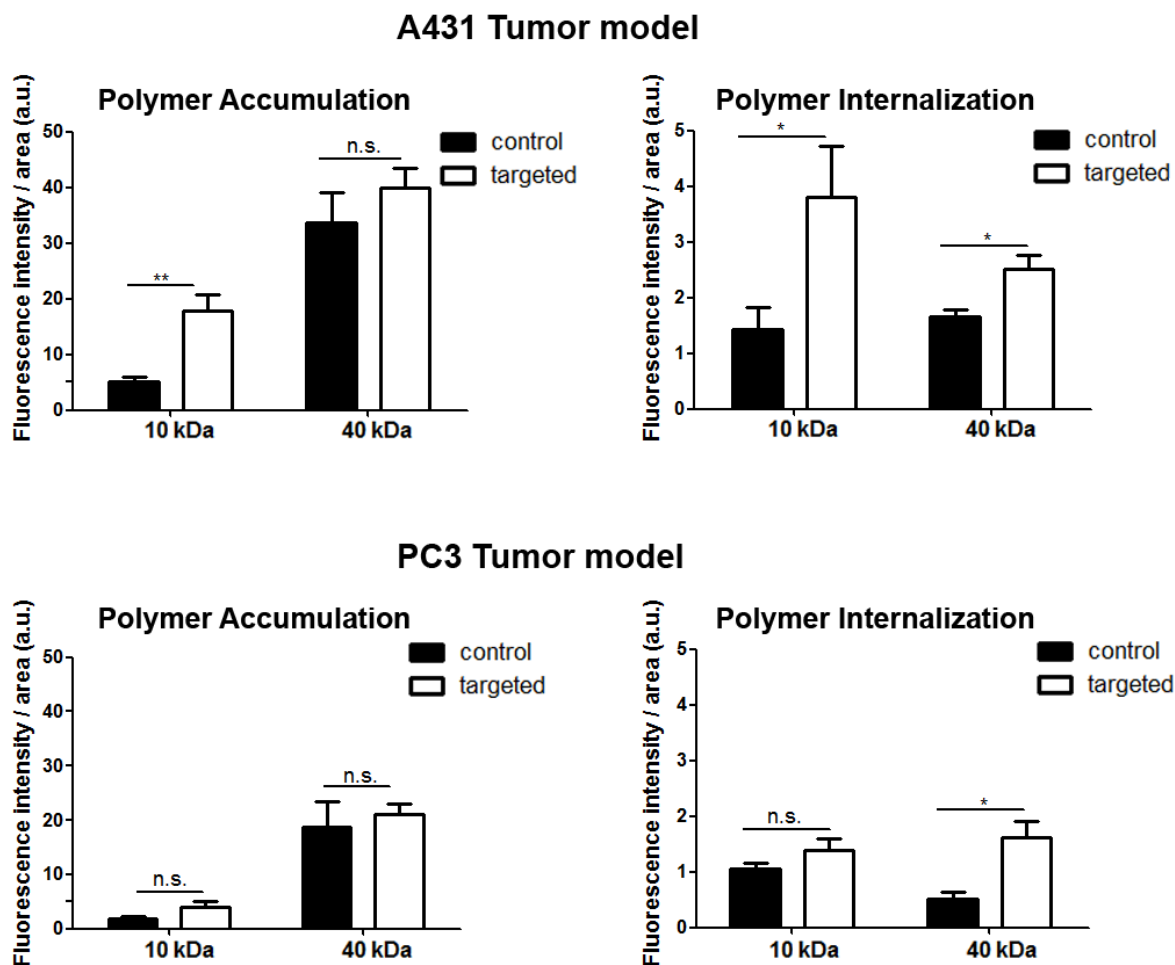 A431 Tumor model
Polymer Accumulation
Fluorescence intensity / area (a.u.)
50
40
30
20
10
0
control
targeted
**
n.s.
10 kDa
40 kDa
Polymer Internalization
Fluorescence intensity / area (a.u.)
5
4
3
2
1
0
control
targeted
*
*
10 kDa
40 kDa
PC3 Tumor model
Polymer Accumulation
Fluorescence intensity / area (a.u.)
50
40
30
20
10
0
control
targeted
n.s.
n.s.
10 kDa
40 kDa
Polymer Internalization
Fluorescence intensity / area (a.u.)
5
4
3
2
1
0
control
targeted
n.s.
*
10 kDa
40 kDa